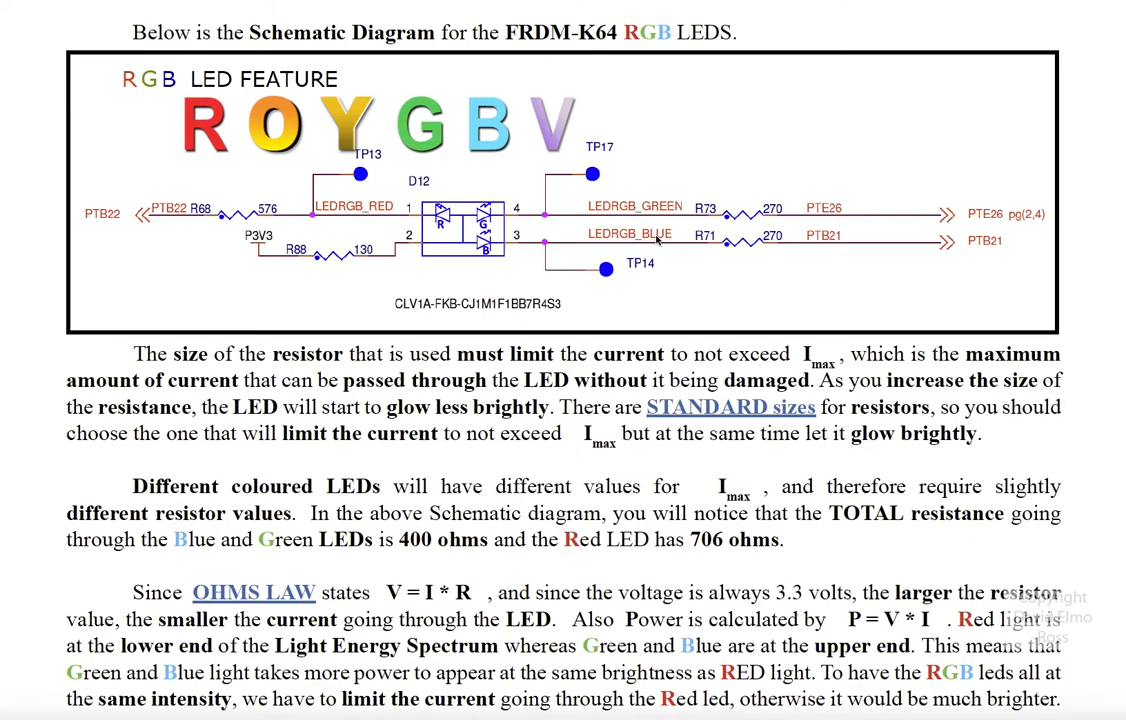 Below is the Schematic Diagram for the FRDM-K64 RGB LEDS.
R G B LED FEATURE
ROYGBV
TP13
TP17
D12
PTB22
PTB22 R68 576 LEDRGB_RED 1 4 LEDRGB_GREEN R73 270 PTE26
PTE26 pg(2,4)
R
G
P3V3
2 3 LEDRGB_BLUE R71 270 PTB21
PTB21
R88 130
B
TP14
CLV1A-FKB-CJ1M1F1BB7R4S3
The size of the resistor that is used must limit the current to not exceed Imax , which is the maximum
amount of current that can be passed through the LED without it being damaged. As you increase the size of
the resistance, the LED will start to glow less brightly. There are STANDARD sizes for resistors, so you should
choose the one that will limit the current to not exceed Imax but at the same time let it glow brightly.
Different coloured LEDs will have different values for Imax , and therefore require slightly
different resistor values. In the above Schematic diagram, you will notice that the TOTAL resistance going
through the Blue and Green LEDs is 400 ohms and the Red LED has 706 ohms.
Since OHMS LAW states V = I * R , and since the voltage is always 3.3 volts, the larger the resistor
value, the smaller the current going through the LED. Also Power is calculated by P = V * I . Red light is
at the lower end of the Light Energy Spectrum whereas Green and Blue are at the upper end. This means that
Green and Blue light takes more power to appear at the same brightness as RED light. To have the RGB leds all at
the same intensity, we have to limit the current going through the Red led, otherwise it would be much brighter.
Copyright
David Elmo
Ross